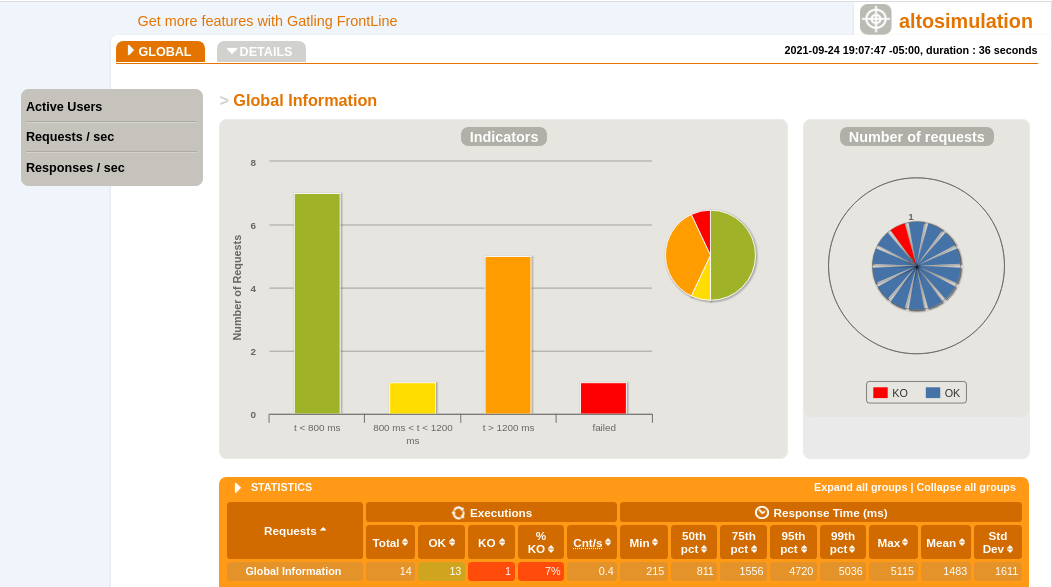 Get more features with Gatling FrontLine
altosimulation
GLOBAL
DETAILS
2021-09-24 19:07:47 -05:00, duration : 36 seconds
Active Users
Requests / sec
Responses / sec
> Global Information
Indicators
Number of Requests
8
6
4
2
0
t < 800 ms
800 ms < t < 1200
ms
t > 1200 ms
failed
Number of requests
1
KO
OK
STATISTICS
Expand all groups | Collapse all groups
Requests
Executions
Response Time (ms)
Total
OK
KO
%
KO
Cnt/s
Min
50th
pct
75th
pct
95th
pct
99th
pct
Max
Mean
Std
Dev
Global Information 14 13 1 7% 0.4 215 811 1556 4720 5036 5115 1483 1611